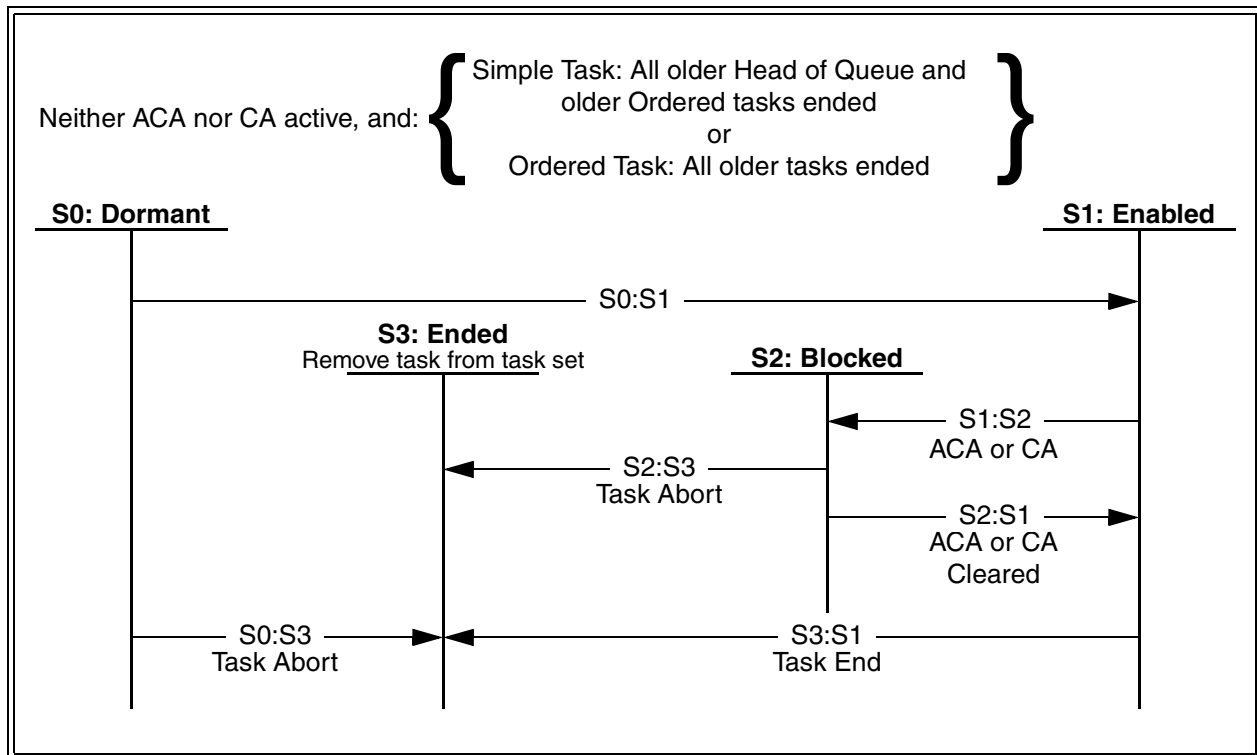 Simple Task: All older Head of Queue and
older Ordered tasks ended
Neither ACA nor CA active, and:
or
Ordered Task: All older tasks ended
S0: Dormant
S1: Enabled
S0:S1
S3: Ended
Remove task from task set
S2: Blocked
S1:S2
ACA or CA
S2:S3
Task Abort
S2:S1
ACA or CA
Cleared
S0:S3
Task Abort
S3:S1
Task End